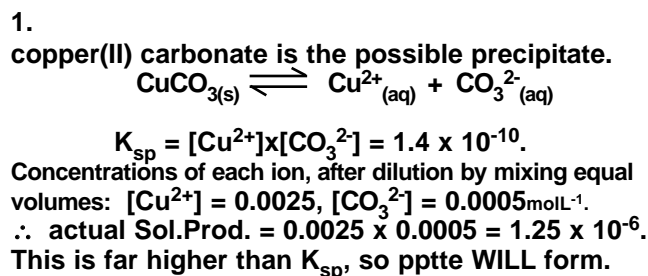 1.
copper(II) carbonate is the possible precipitate.
CuCO₃(s) ⇌ Cu²⁺(aq) + CO₃²⁻(aq)
Kₛₚ = [Cu²⁺]x[CO₃²⁻] = 1.4 x 10⁻¹⁰.
Concentrations of each ion, after dilution by mixing equal
volumes: [Cu²⁺] = 0.0025, [CO₃²⁻] = 0.0005molL⁻¹.
∴ actual Sol.Prod. = 0.0025 x 0.0005 = 1.25 x 10⁻⁶.
This is far higher than Kₛₚ, so pptte WILL form.